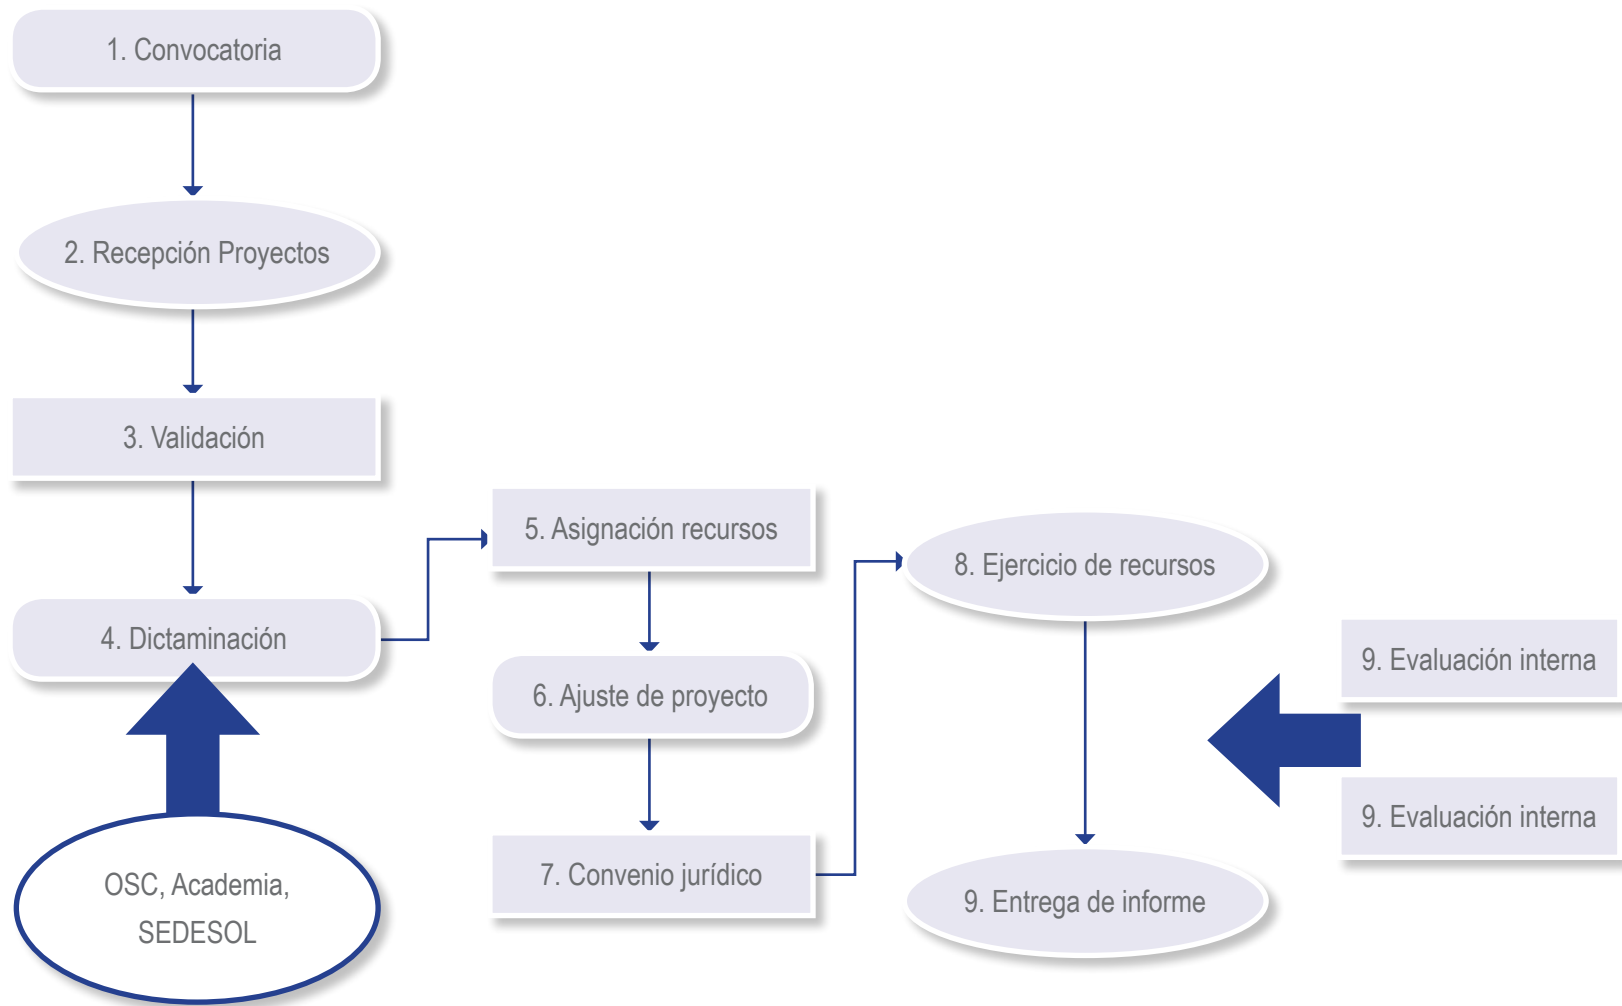 1. Convocatoria
2. Recepción Proyectos
3. Validación
4. Dictaminación
OSC, Academia,
SEDESOL
5. Asignación recursos
6. Ajuste de proyecto
7. Convenio jurídico
8. Ejercicio de recursos
9. Entrega de informe
9. Evaluación interna
9. Evaluación interna